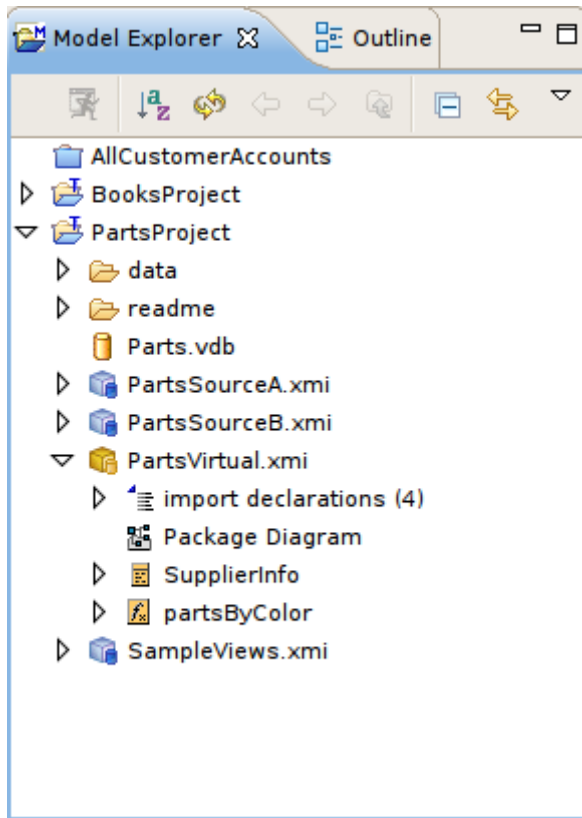 Model Explorer Outline
AllCustomerAccounts
BooksProject
PartsProject
data
readme
Parts.vdb
PartsSourceA.xmi
PartsSourceB.xmi
PartsVirtual.xmi
import declarations (4)
Package Diagram
SupplierInfo
partsByColor
SampleViews.xmi